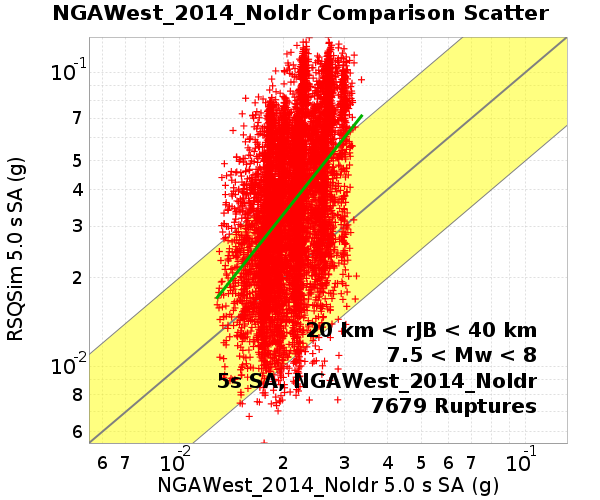 NGAWest_2014_NoIdr Comparison Scatter
RSQSim 5.0 s SA (g)
10-1
7
5
4
3
2
10-2
8
6
20 km < rJB < 40 km
7.5 < Mw < 8
5s SA, NGAWest_2014_NoIdr
7679 Ruptures
6 7 10-2 2 3 4 5 6 7 10-1
NGAWest_2014_NoIdr 5.0 s SA (g)